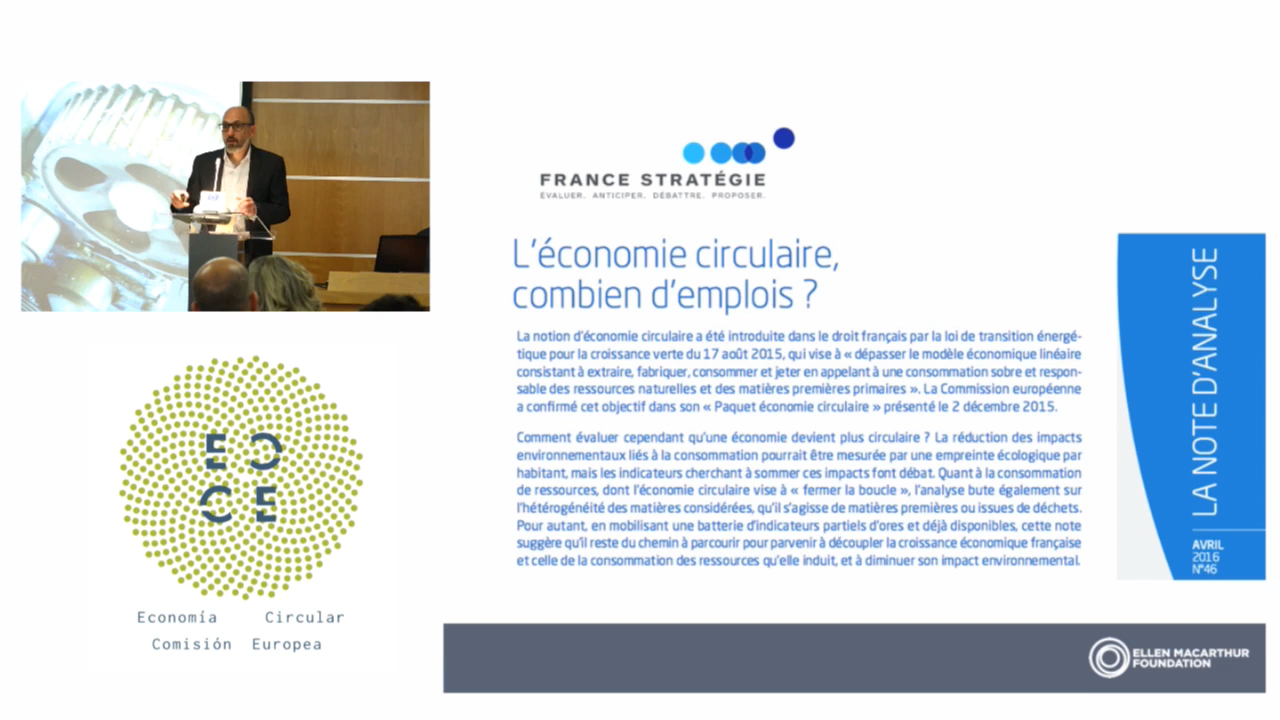 FRANCE STRATÉGIE
ÉVALUER. ANTICIPER. DÉBATTRE. PROPOSER.
L'économie circulaire,
combien d'emplois ?
La notion d'économie circulaire a été introduite dans le droit français par la loi de transition énergé-
tique pour la croissance verte du 17 août 2015, qui vise à « dépasser le modèle économique linéaire
consistant à extraire, fabriquer, consommer et jeter en appelant à une consommation sobre et respon-
sable des ressources naturelles et des matières premières primaires ». La Commission européenne
a confirmé cet objectif dans son « Paquet économie circulaire » présenté le 2 décembre 2015.
Comment évaluer cependant qu'une économie devient plus circulaire ? La réduction des impacts
environnementaux liés à la consommation pourrait être mesurée par une empreinte écologique par
habitant, mais les indicateurs cherchant à sommer ces impacts font débat. Quant à la consommation
de ressources, dont l'économie circulaire vise à « fermer la boucle », l'analyse bute également sur
l'hétérogénéité des matières considérées, qu'il s'agisse de matières premières ou issues de déchets.
Pour autant, en mobilisant une batterie d'indicateurs partiels d'ores et déjà disponibles, cette note
suggère qu'il reste du chemin à parcourir pour parvenir à découpler la croissance économique française
et celle de la consommation des ressources qu'elle induit, et à diminuer son impact environnemental.
LA NOTE D'ANALYSE
AVRIL
2016
N°46
EC
CE
Economía Circular
Comisión Europea
ELLEN MACARTHUR
FOUNDATION